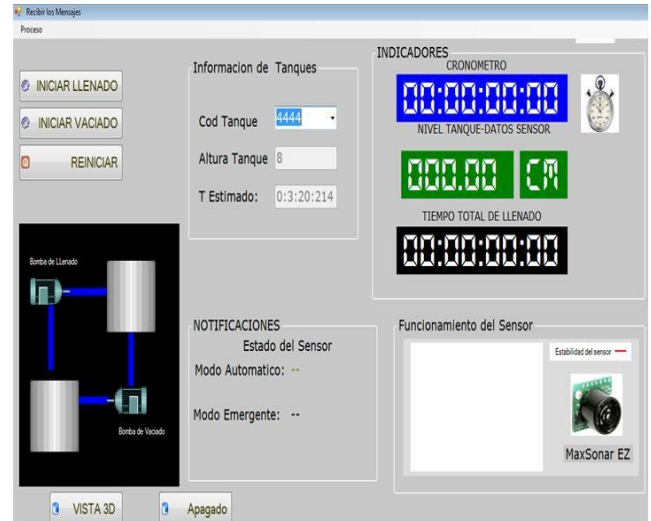 Recibir los Mensajes
Proceso
INICIAR LLENADO
INICIAR VACIADO
REINICIAR
Informacion de Tanques
Cod Tanque 4444
Altura Tanque 8
T Estimado: 0:3:20:214
INDICADORES
CRONOMETRO
00:00:00:00
NIVEL TANQUE-DATOS SENSOR
000.00 CM
TIEMPO TOTAL DE LLENADO
00:00:00:00
Bomba de LLenado
Bomba de Vaciado
NOTIFICACIONES
Estado del Sensor
Modo Automatico: --
Modo Emergente: --
Funcionamiento del Sensor
Estabilidad del sensor
MaxSonar EZ
VISTA 3D
Apagado